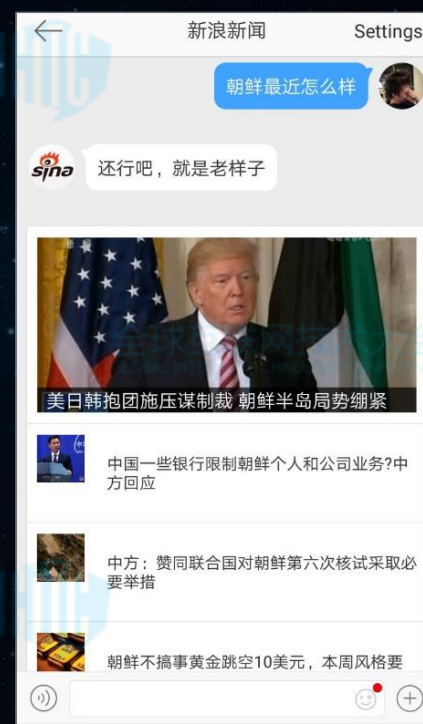 新浪新闻
Settings
朝鲜最近怎么样
sina
还行吧，就是老样子
美日韩抱团施压谋制裁 朝鲜半岛局势绷紧
中国一些银行限制朝鲜个人和公司业务?中
方回应
中方：赞同联合国对朝鲜第六次核试采取必
要举措
朝鲜不搞事黄金跳空10美元，本周风格要